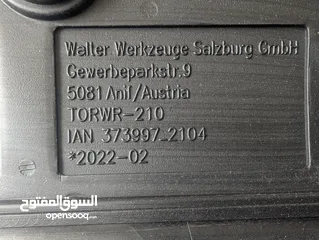 Walter Werkzeuge Salzburg GmbH
Gewerbeparkstr.9
5081 Anif/Austria
TORWR-210
IAN 373997_2104
*2022-02
السوق المفتوح
opensooq.com